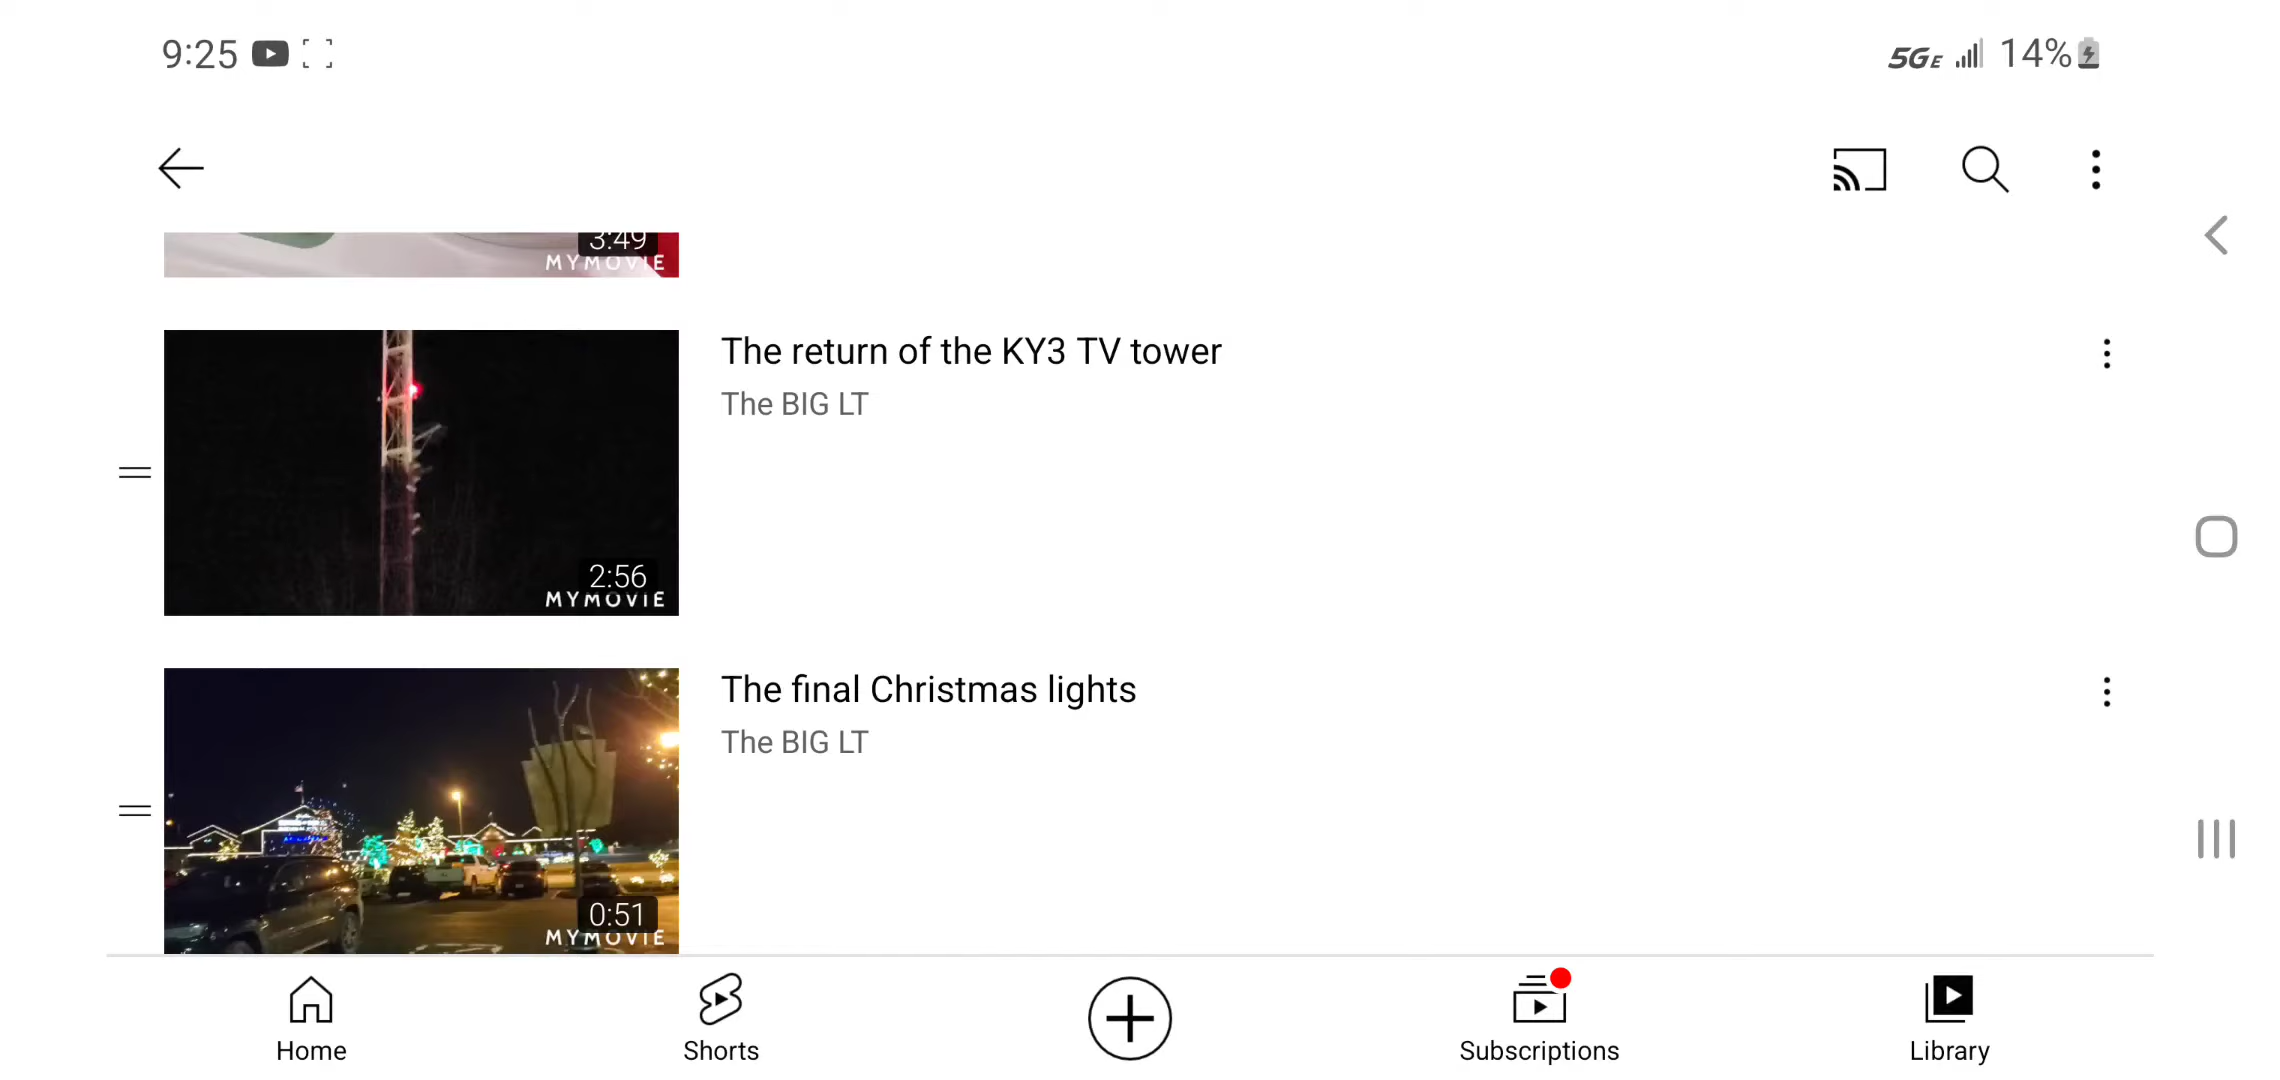 9:25
5GE 14%
3:49
MYMOVIE
The return of the KY3 TV tower
The BIG LT
2:56
MYMOVIE
The final Christmas lights
The BIG LT
0:51
MYMOVIE
Home Shorts Subscriptions Library